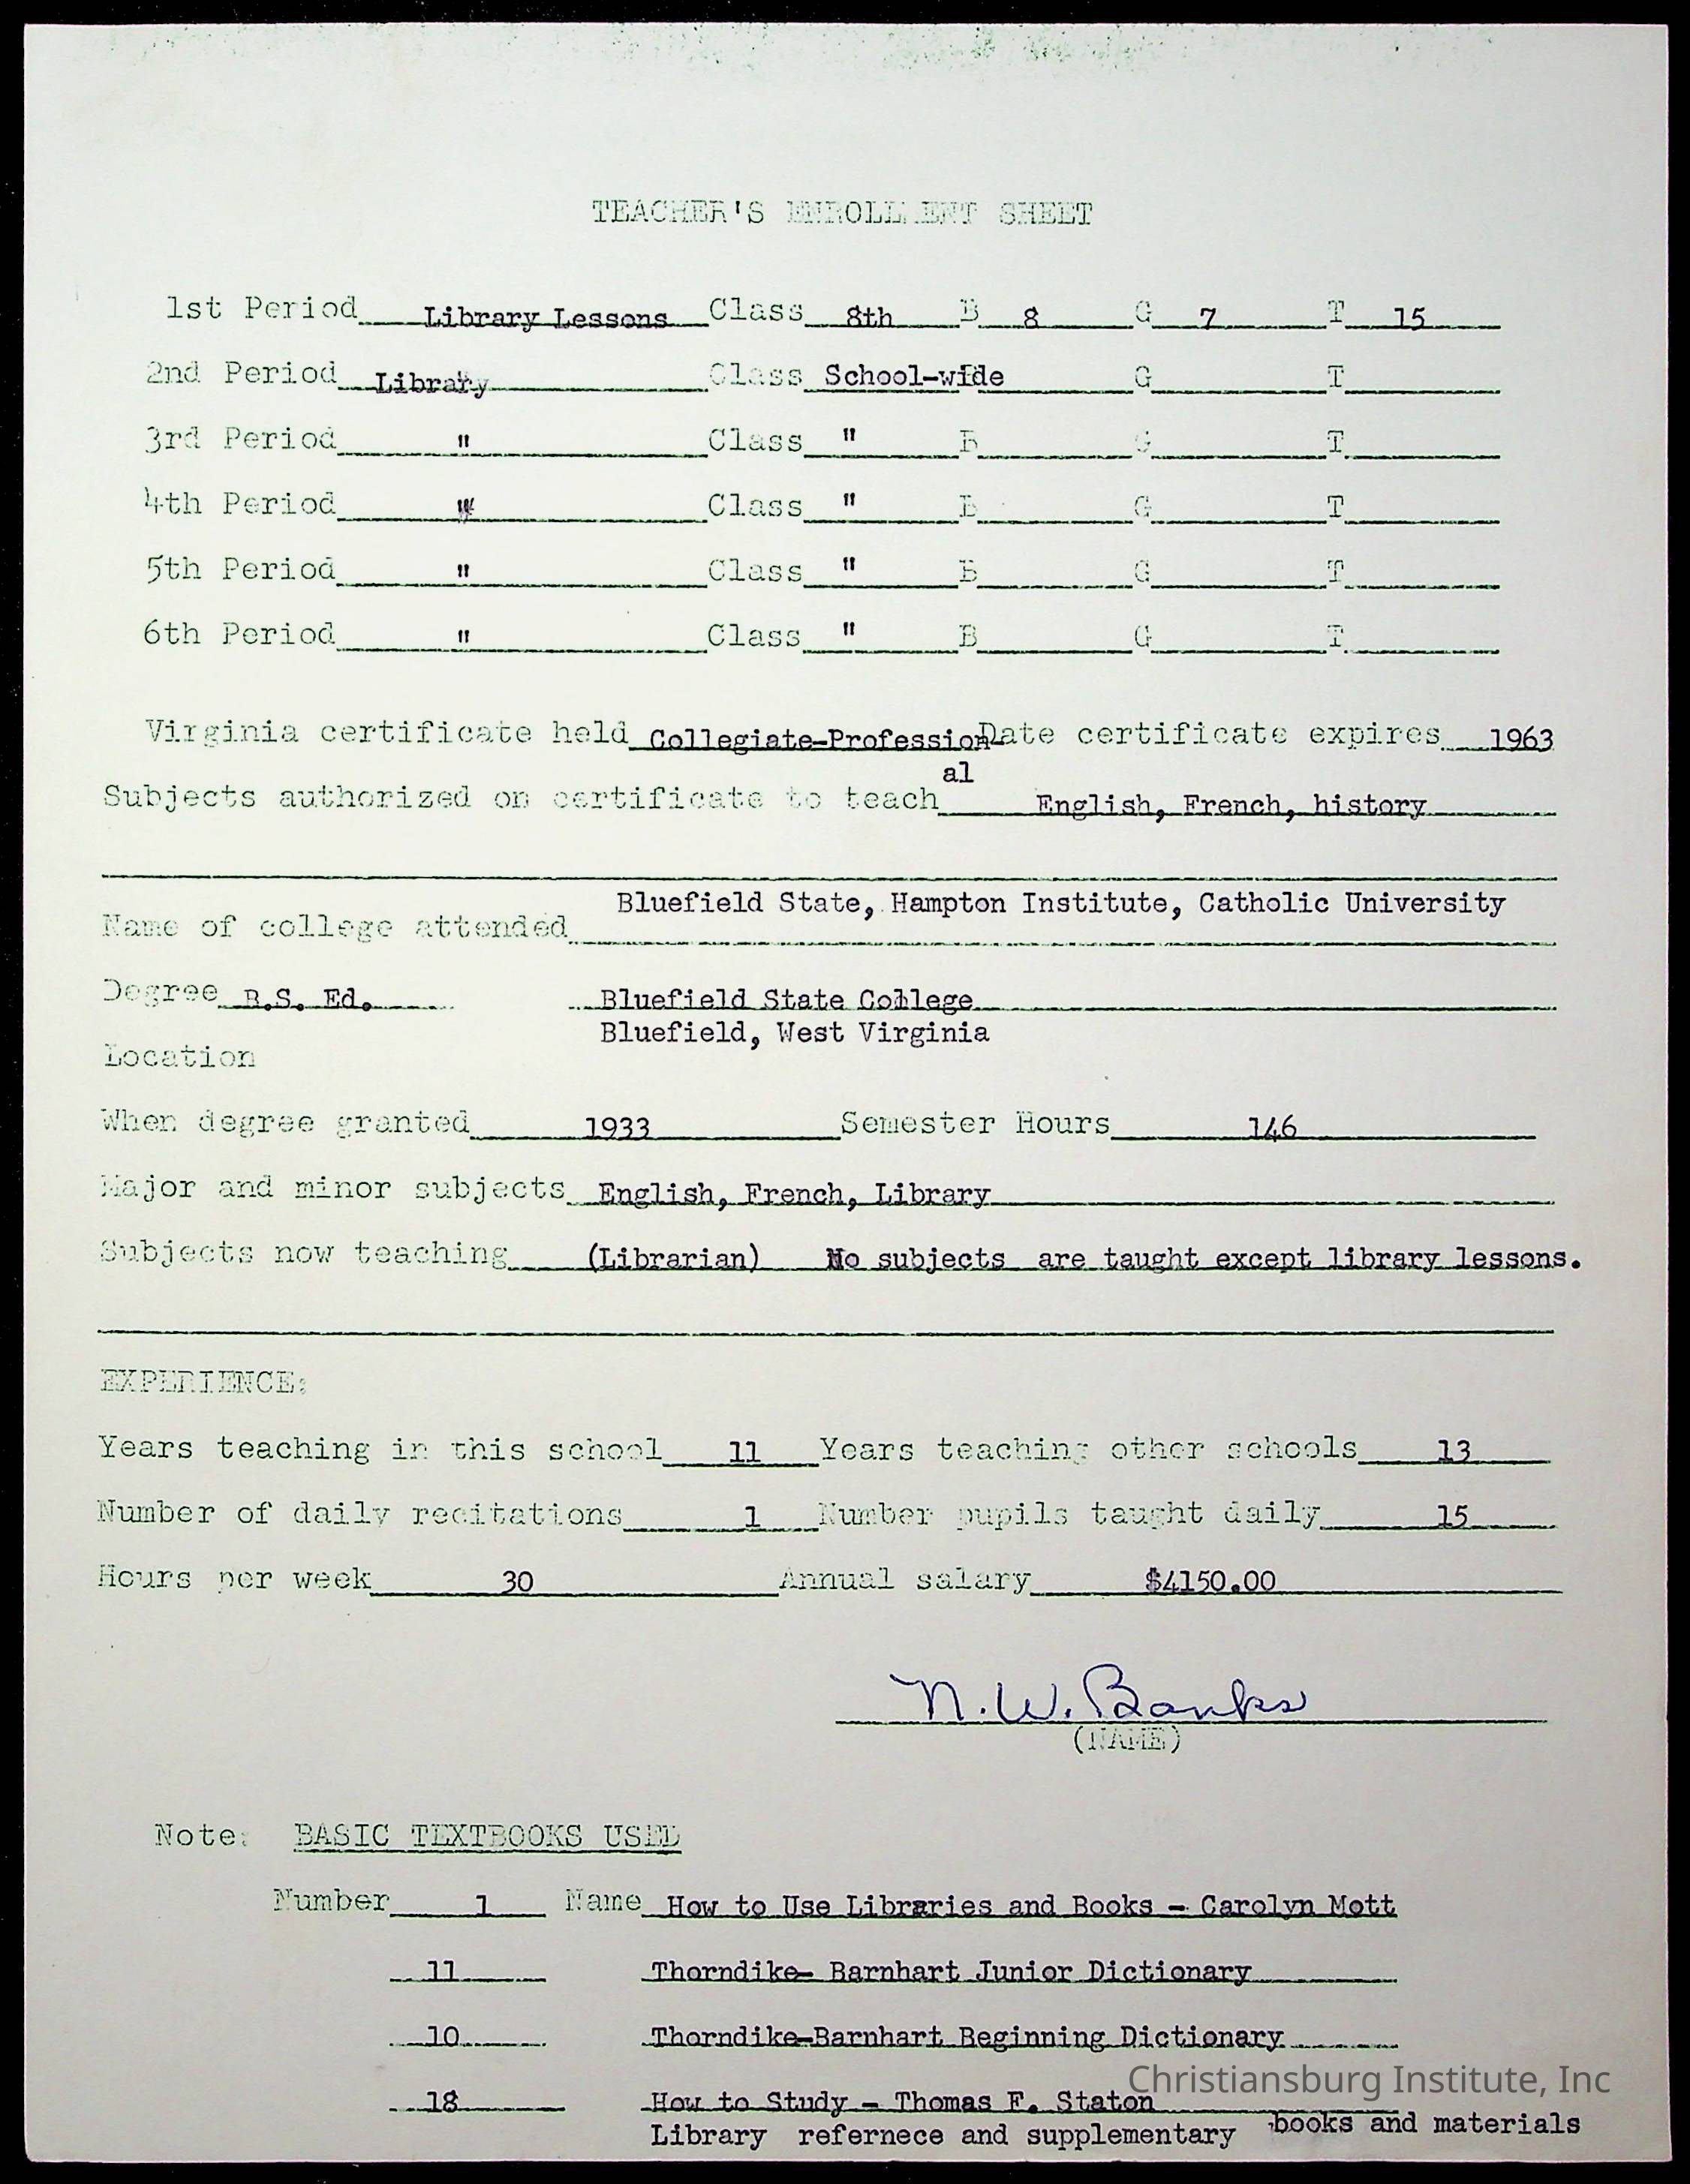 TEACHER'S ENROLLMENT SHEET
1st Period Library Lessons Class 8th B 8 G 7 T 15
2nd Period Library Class School-wide G T
3rd Period " Class " B G T
4th Period " Class " B G T
5th Period " Class " B G T
6th Period " Class " B G T
Virginia certificate held Collegiate-Profession- Date certificate expires 1963
al
Subjects authorized on certificate to teach English, French, history
Bluefield State, Hampton Institute, Catholic University
Name of college attended
Degree B.S. Ed. Bluefield State College
Bluefield, West Virginia
Location
When degree granted 1933 Semester Hours 146
Major and minor subjects English, French, Library
Subjects now teaching (Librarian) No subjects are taught except library lessons.
EXPERIENCE:
Years teaching in this school 11 Years teaching other schools 13
Number of daily recitations 1 Number pupils taught daily 15
Hours per week 30 Annual salary $4150.00
N. W. Banks
(NAME)
Note: BASIC TEXTBOOKS USED
Number 1 Name How to Use Libraries and Books - Carolyn Mott
11 Thorndike- Barnhart Junior Dictionary
10 Thorndike-Barnhart Beginning Dictionary
Christiansburg Institute, Inc
18 How to Study - Thomas F. Staton
Library refernece and supplementary books and materials